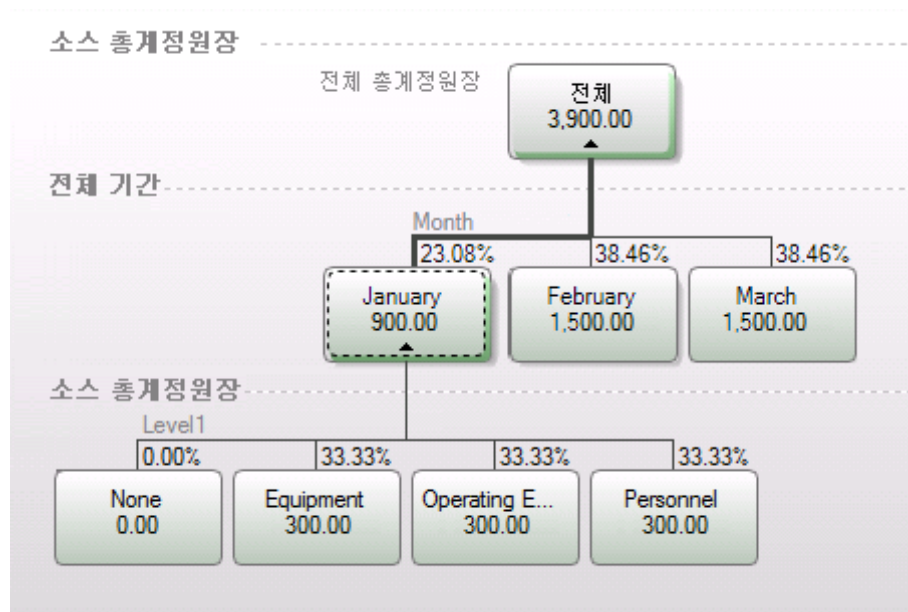 소스 총계정원장
전체 총계정원장
전체
3,900.00
전체 기간
Month
23.08%
38.46%
38.46%
January
900.00
February
1,500.00
March
1,500.00
소스 총계정원장
Level1
0.00%
33.33%
33.33%
33.33%
None
0.00
Equipment
300.00
Operating E...
300.00
Personnel
300.00